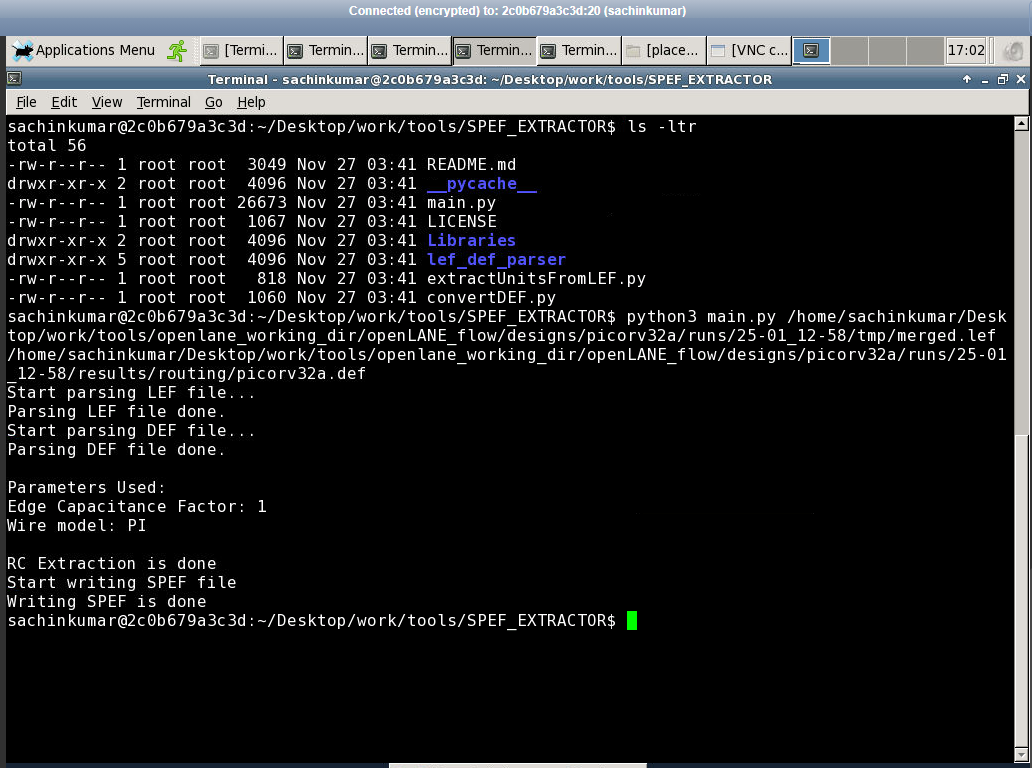 Connected (encrypted) to: 2c0b679a3c3d:20 (sachinkumar)
Applications Menu [Termi... Termin... Termin... Termin... Termin... [place... [VNC c... 17:02
Terminal - sachinkumar@2c0b679a3c3d: ~/Desktop/work/tools/SPEF_EXTRACTOR
File Edit View Terminal Go Help
sachinkumar@2c0b679a3c3d:~/Desktop/work/tools/SPEF_EXTRACTOR$ ls -ltr
total 56
-rw-r--r-- 1 root root  3049 Nov 27 03:41 README.md
drwxr-xr-x 2 root root  4096 Nov 27 03:41 __pycache__
-rw-r--r-- 1 root root 26673 Nov 27 03:41 main.py
-rw-r--r-- 1 root root  1067 Nov 27 03:41 LICENSE
drwxr-xr-x 2 root root  4096 Nov 27 03:41 Libraries
drwxr-xr-x 5 root root  4096 Nov 27 03:41 lef_def_parser
-rw-r--r-- 1 root root   818 Nov 27 03:41 extractUnitsFromLEF.py
-rw-r--r-- 1 root root  1060 Nov 27 03:41 convertDEF.py
sachinkumar@2c0b679a3c3d:~/Desktop/work/tools/SPEF_EXTRACTOR$ python3 main.py /home/sachinkumar/Desk
top/work/tools/openlane_working_dir/openLANE_flow/designs/picorv32a/runs/25-01_12-58/tmp/merged.lef
/home/sachinkumar/Desktop/work/tools/openlane_working_dir/openLANE_flow/designs/picorv32a/runs/25-01
_12-58/results/routing/picorv32a.def
Start parsing LEF file...
Parsing LEF file done.
Start parsing DEF file...
Parsing DEF file done.
Parameters Used:
Edge Capacitance Factor: 1
Wire model: PI
RC Extraction is done
Start writing SPEF file
Writing SPEF is done
sachinkumar@2c0b679a3c3d:~/Desktop/work/tools/SPEF_EXTRACTOR$